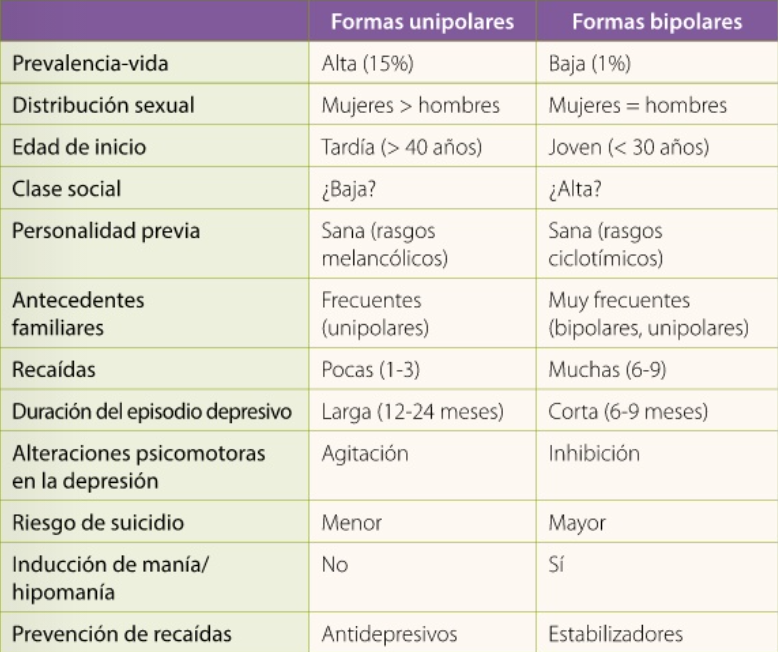 Formas unipolares Formas bipolares
Prevalencia-vida Alta (15%) Baja (1%)
Distribución sexual Mujeres > hombres Mujeres = hombres
Edad de inicio Tardía (> 40 años) Joven (< 30 años)
Clase social ¿Baja? ¿Alta?
Personalidad previa Sana (rasgos Sana (rasgos
melancólicos) ciclotímicos)
Antecedentes Frecuentes Muy frecuentes
familiares (unipolares) (bipolares, unipolares)
Recaídas Pocas (1-3) Muchas (6-9)
Duración del episodio depresivo Larga (12-24 meses) Corta (6-9 meses)
Alteraciones psicomotoras Agitación Inhibición
en la depresión
Riesgo de suicidio Menor Mayor
Inducción de manía/ No Sí
hipomanía
Prevención de recaídas Antidepresivos Estabilizadores